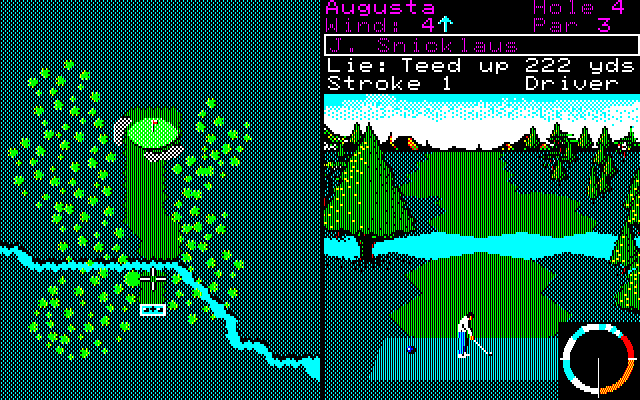 Augusta Hole 4
Wind: 4↑ Par 3
J. Snicklaus
Lie: Teed up 222 yds
Stroke 1 Driver